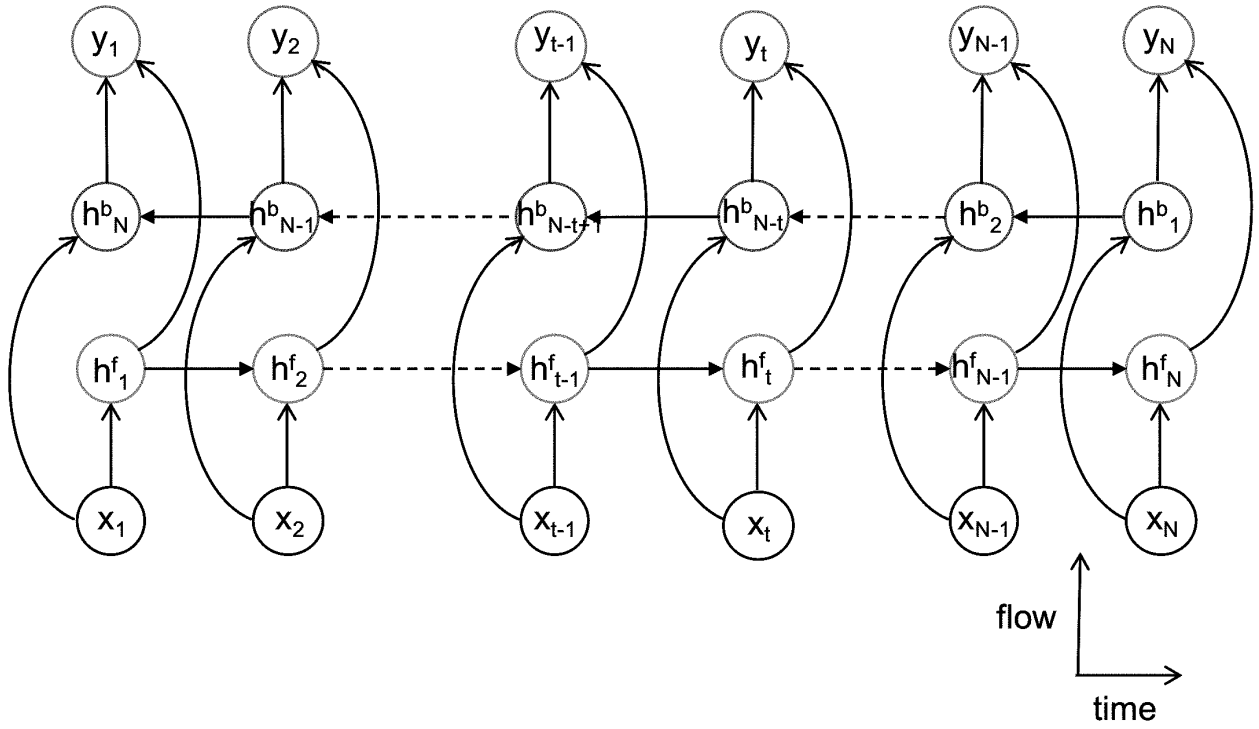 y1 y2 yt-1 yt yN-1 yN
hbN hbN-1 hbN-t+1 hbN-t hb2 hb1
hf1 hf2 hft-1 hft hfN-1 hfN
x1 x2 xt-1 xt xN-1 xN
flow
time